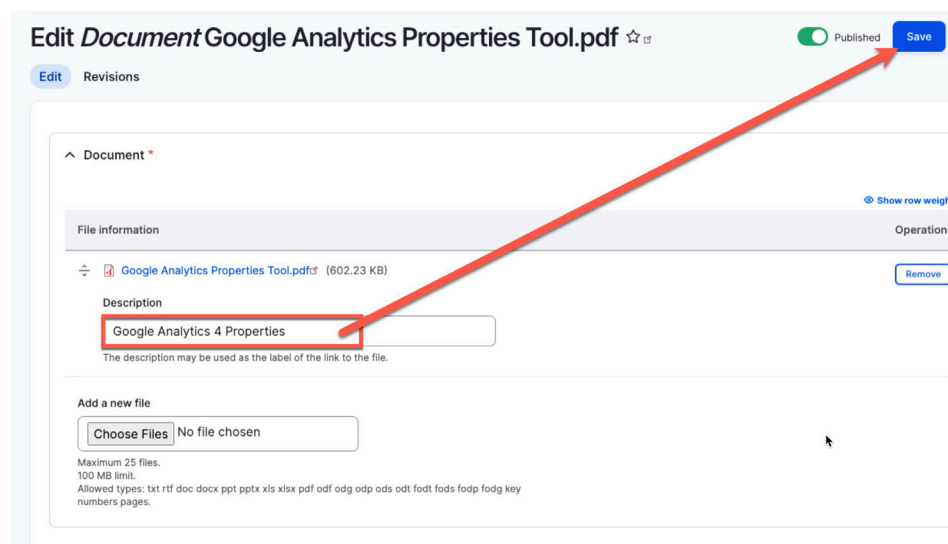 Edit Document Google Analytics Properties Tool.pdf
Published
Save
Edit
Revisions
Document *
Show row weigh
File information
Operation
Google Analytics Properties Tool.pdf (602.23 KB)
Remove
Description
Google Analytics 4 Properties
The description may be used as the label of the link to the file.
Add a new file
Choose Files No file chosen
Maximum 25 files.
100 MB limit.
Allowed types: txt rtf doc docx ppt pptx xls xlsx pdf odf odg odp ods odt fodt fods fodp fodg key
numbers pages.